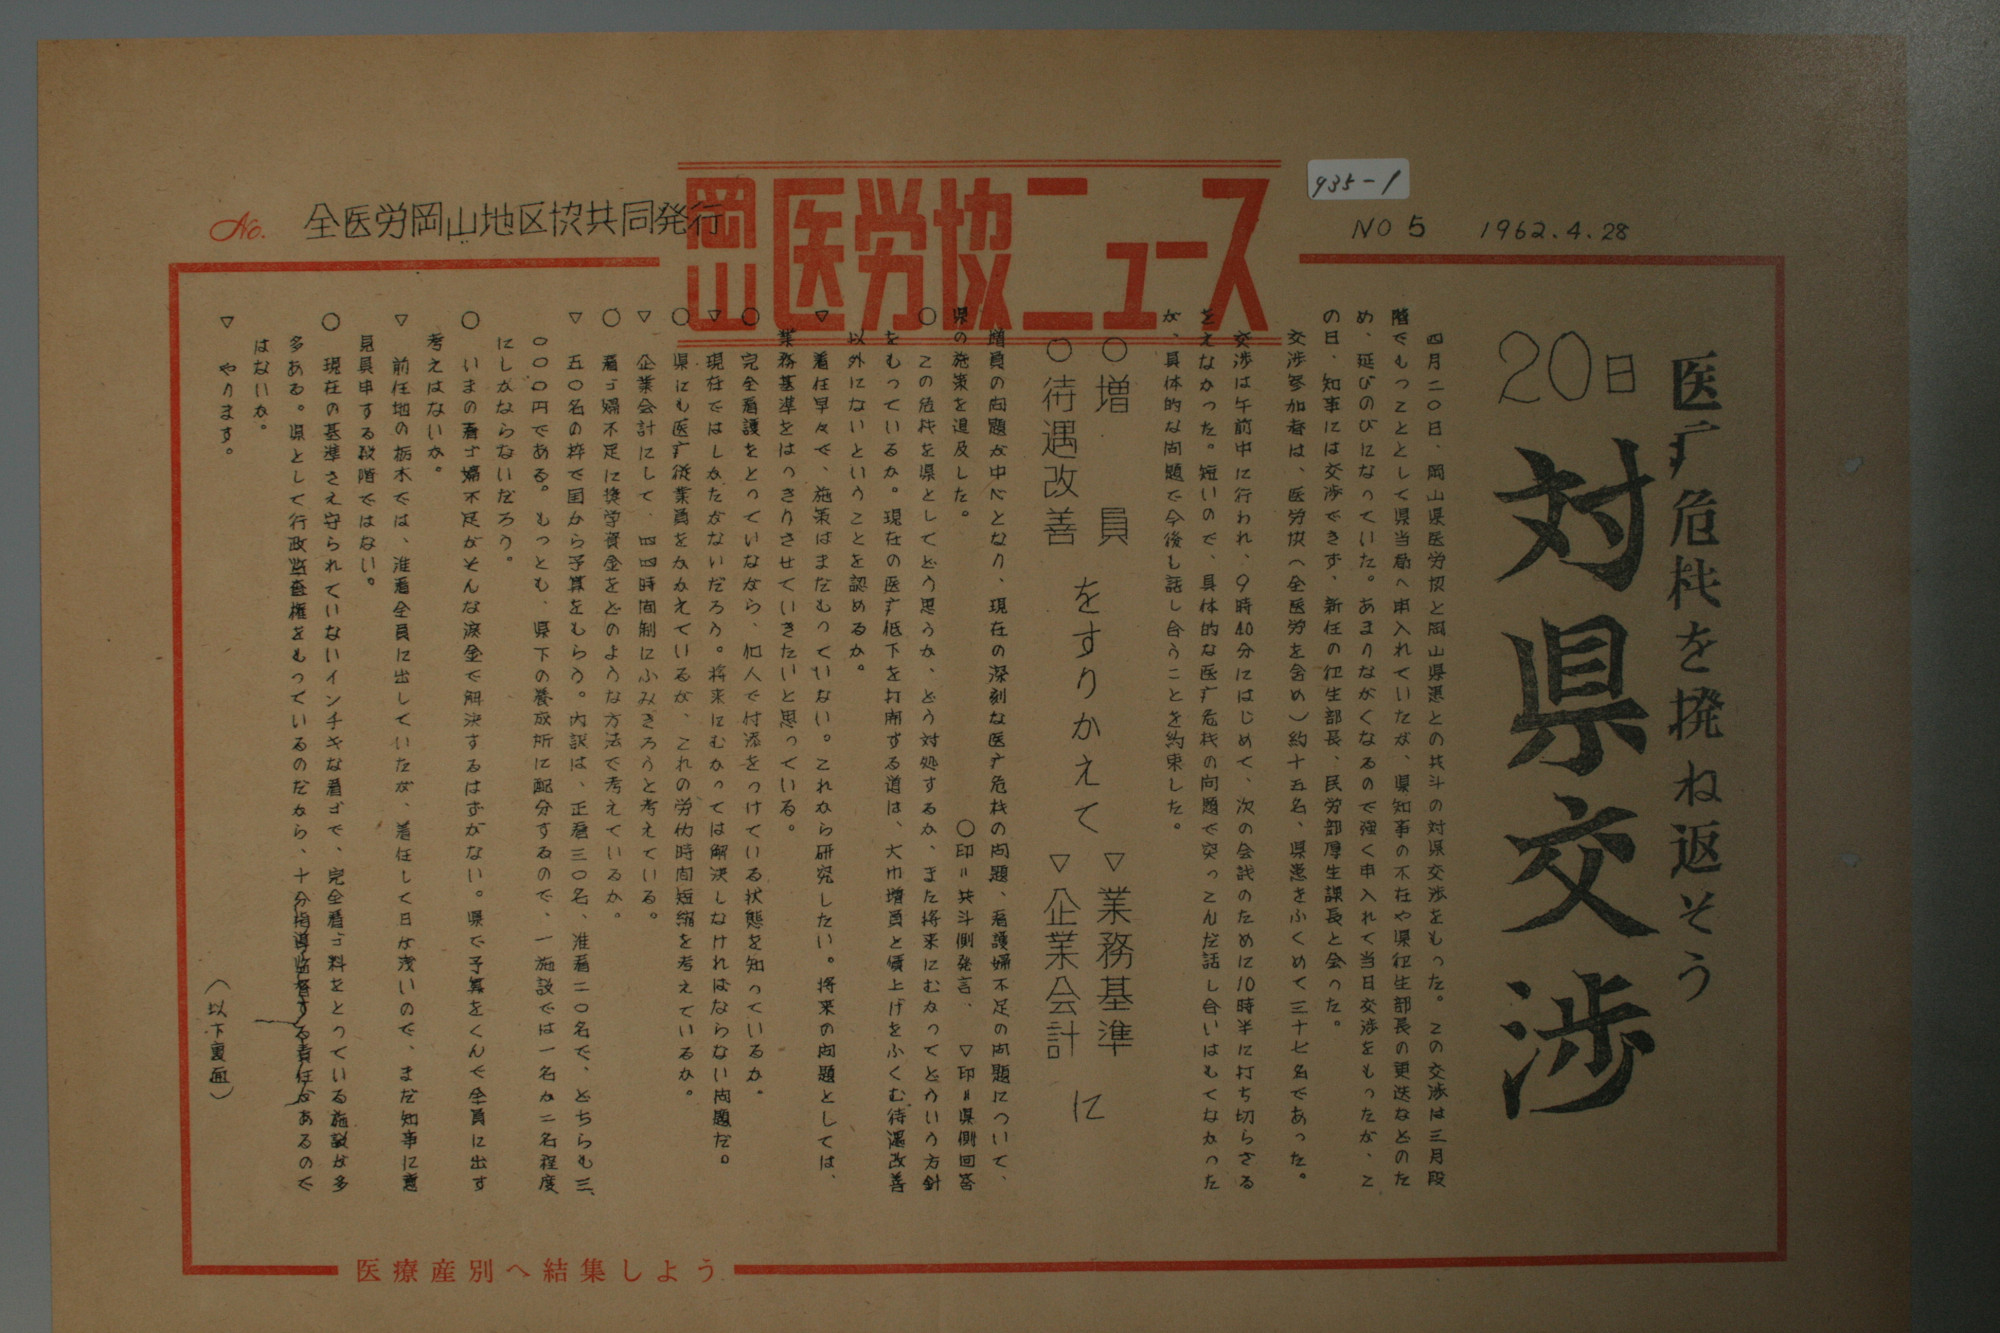 935-1
No. 全医労岡山地区协共同発行
岡山医労协ニュース
NO 5 1962.4.28
医疒危杙を撥ね返そう
20日 対県交渉
四月二〇日、岡山県医労协と岡山県患との共斗の対県交渉をもった。この交渉は三月段
階でもつこととして県当局へ申入れていたが、県知事の不在や県衛生部長の更迭などのた
め、延びのびになっていた。あまりながくなるので強く申入れて当日交渉をもったが、こ
の日、知事には交渉できず、新任の衛生部長、民労部厚生課長と会った。
交渉参加者は、医労协(全医労を含め)約十五名、県患をふくめて三十七名であった。
交渉は午前中に行われ、9時40分にはじめて、次の会議のために10時半に打ち切らざる
をえなかった。短いので、具体的な医疒危杙の問題で突っこんだ話し合いはもてなかった
が、具体的な問題で今後も話し合うことを約束した。
○増員
○待遇改善
をすりかえて
▽業務基準
▽企業会計
に
増員の問題が中心となり、現在の深刻な医疒危杙の問題、看護婦不足の問題について、
県の施策を追及した。
○印=共斗側発言、 ▽印=県側回答
○ この危杙を県としてどう思うか、どう対処するか、また将来にむかってどういう方針
をもっているか。現在の医疒低下を打開する道は、大巾増員と賃上げをふくむ待遇改善
以外にないということを認めるか。
▽ 着任早々で、施策はまだもっていない。これから研究したい。将来の問題としては、
業務基準をはっきりさせていきたいと思っている。
○ 完全看護をとっていながら、個人で付添をつけている状態を知っているか。
▽ 現在ではしかたがないだろう。将来にむかっては解決しなければならない問題だ。
○ 県にも医疒従業員をかかえているが、これの労仂時間短縮を考えているか。
▽ 企業会計にして、四四時間制にふみきろうと考えている。
○ 看ゴ婦不足に奨学資金をどのような方法で考えているか。
▽ 五〇名の枠で国から予算をもらう。内訳は、正看三〇名、准看二〇名で、どちらも三、
〇〇〇円である。もっとも、県下の養成所に配分するので、一施設では一名か二名程度
にしかならないだろう。
○ いまの看ゴ婦不足がそんな涙金で解決するはずがない。県で予算をくんで全員に出す
考えはないか。
▽ 前任地の栃木では、准看全員に出していたが、着任して日が浅いので、まだ知事に意
見具申する段階ではない。
○ 現在の基準さえ守られていないインチキな看ゴで、完全看ゴ料をとっている施設が多
多ある。県として行政監査権をもっているのだから、十分指導監督する責任があるので
はないか。
▽ やります。
(以下裏面)
医療産別へ結集しよう